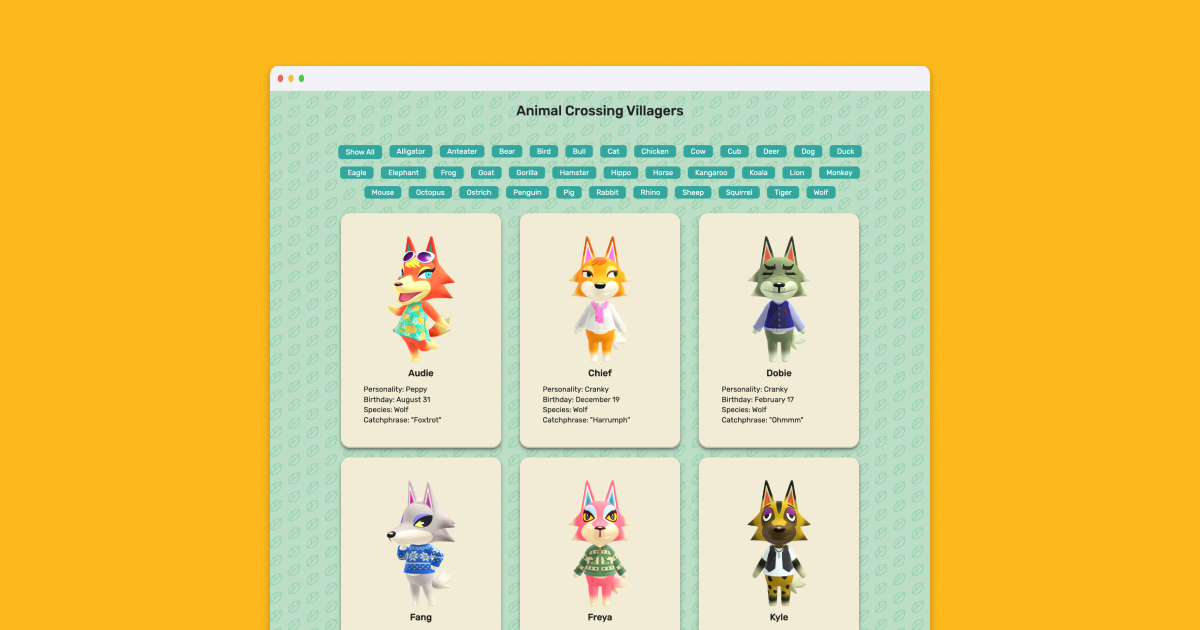 Animal Crossing Villagers
Show All Alligator Anteater Bear Bird Bull Cat Chicken Cow Cub Deer Dog Duck
Eagle Elephant Frog Goat Gorilla Hamster Hippo Horse Kangaroo Koala Lion Monkey
Mouse Octopus Ostrich Penguin Pig Rabbit Rhino Sheep Squirrel Tiger Wolf
Audie
Personality: Peppy
Birthday: August 31
Species: Wolf
Catchphrase: "Foxtrot"
Chief
Personality: Cranky
Birthday: December 19
Species: Wolf
Catchphrase: "Harrumph"
Dobie
Personality: Cranky
Birthday: February 17
Species: Wolf
Catchphrase: "Ohmmm"
Fang
Freya
Kyle